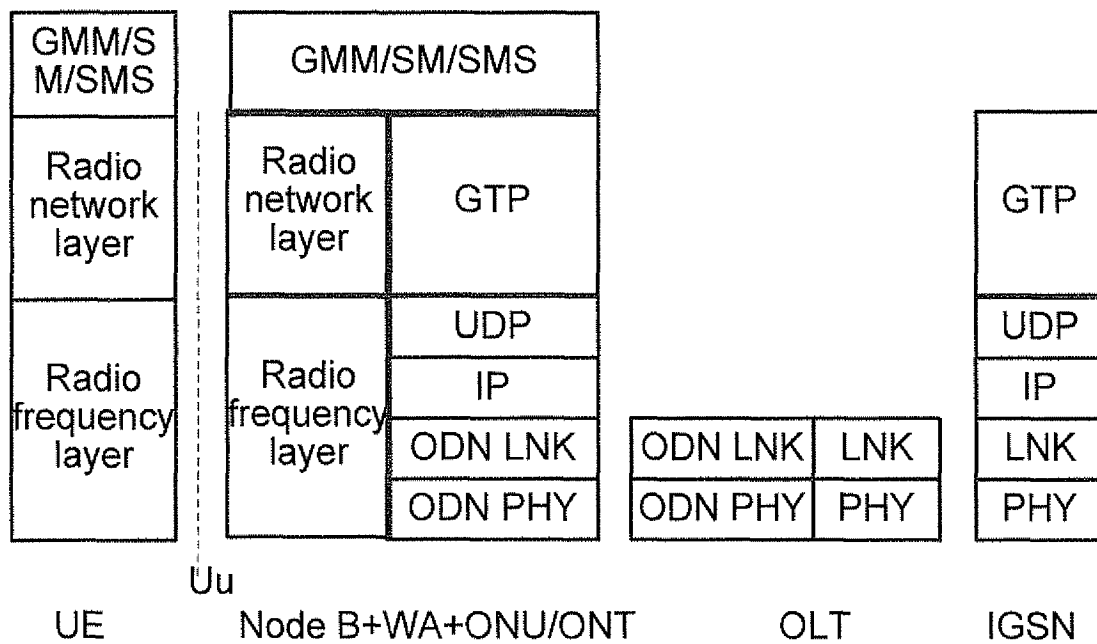 GMM/S
M/SMS
Radio
network
layer
Radio
frequency
layer
GMM/SM/SMS
Radio
network
layer
GTP
Radio
frequency
layer
UDP
IP
ODN LNK
ODN PHY
ODN LNK
LNK
ODN PHY
PHY
GTP
UDP
IP
LNK
PHY
Uu
UE
Node B+WA+ONU/ONT
OLT
IGSN